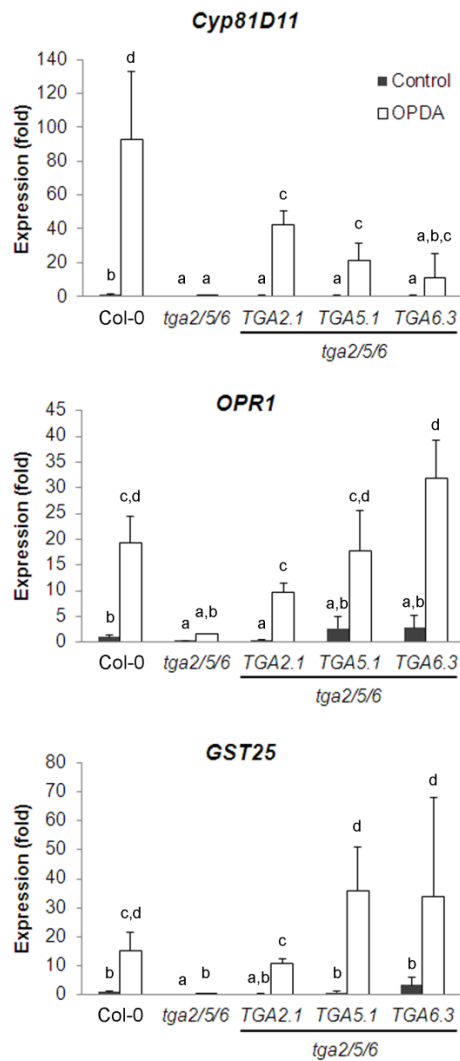 Cyp81D11
Expression (fold)
140
120
100
80
60
40
20
0
Control
OPDA
b d a a a c a c a a,b,c
Col-0 tga2/5/6 TGA2.1 TGA5.1 TGA6.3
tga2/5/6
OPR1
Expression (fold)
45
40
35
30
25
20
15
10
5
0
b c,d a a,b a c a,b c,d a,b d
Col-0 tga2/5/6 TGA2.1 TGA5.1 TGA6.3
tga2/5/6
GST25
Expression (fold)
80
70
60
50
40
30
20
10
0
b c,d a b a,b c b d b d
Col-0 tga2/5/6 TGA2.1 TGA5.1 TGA6.3
tga2/5/6